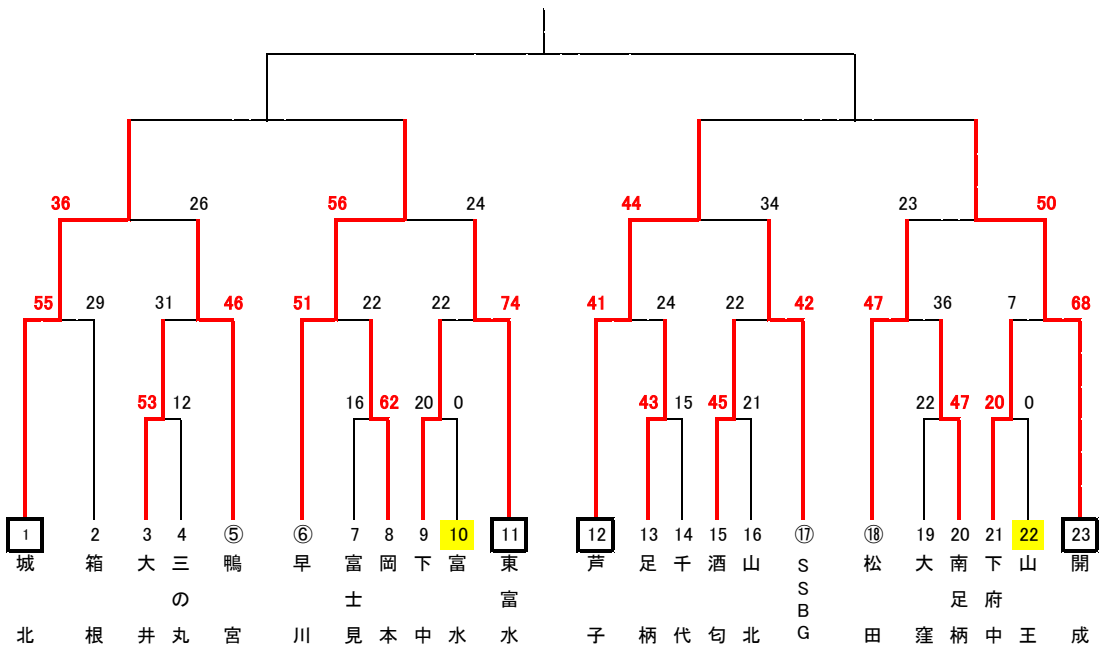 36 26 56 24 44 34 23 50
55 29 31 46 51 22 22 74 41 24 22 42 47 36 7 68
53 12 16 62 20 0 43 15 45 21 22 47 20 0
1 2 3 4 ⑤ ⑥ 7 8 9 10 11 12 13 14 15 16 ⑰ ⑱ 19 20 21 22 23
城北
箱根
大井
三の丸
鴨宮
早川
富士見
岡本
下中
富水
東富水
芦子
足柄
千代
酒匂
山北
SSBG
松田
大窪
南足柄
下府中
山王
開成